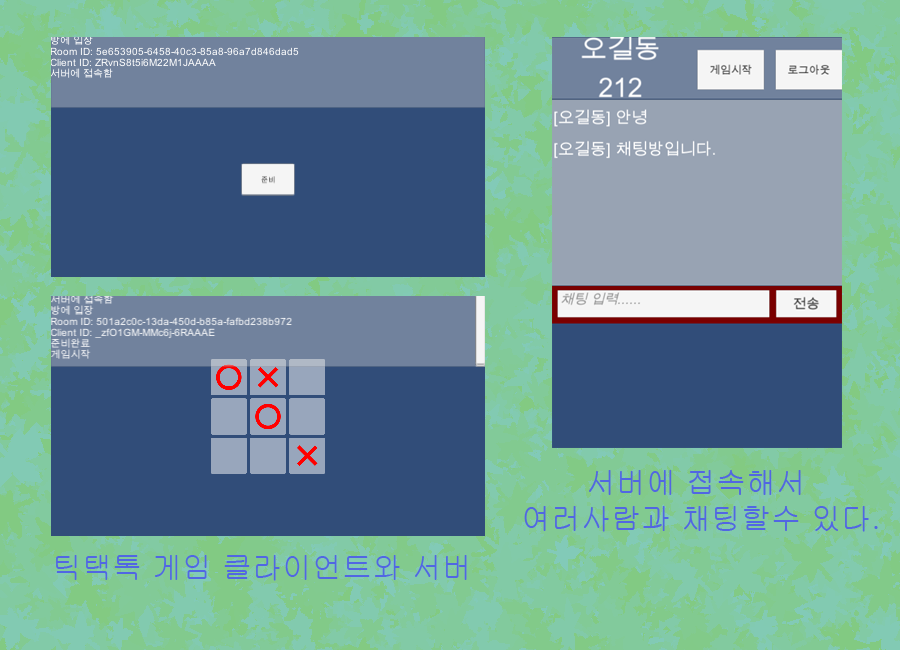 방에 입장
Room ID: 5e653905-6458-40c3-85a8-96a7d846dad5
Client ID: ZRvnS8t5i6M22M1JAAAA
서버에 접속함
준비
서버에 접속함
방에 입장
Room ID: 501a2c0c-13da-450d-b85a-fafbd238b972
Client ID: _zfO1GM-MMc6j-6RAAAE
준비완료
게임시작
틱택톡 게임 클라이언트와 서버
오길동
212
게임시작
로그아웃
[오길동] 안녕
[오길동] 채팅방입니다.
채팅 입력......
전송
서버에 접속해서
여러사람과 채팅할수 있다.